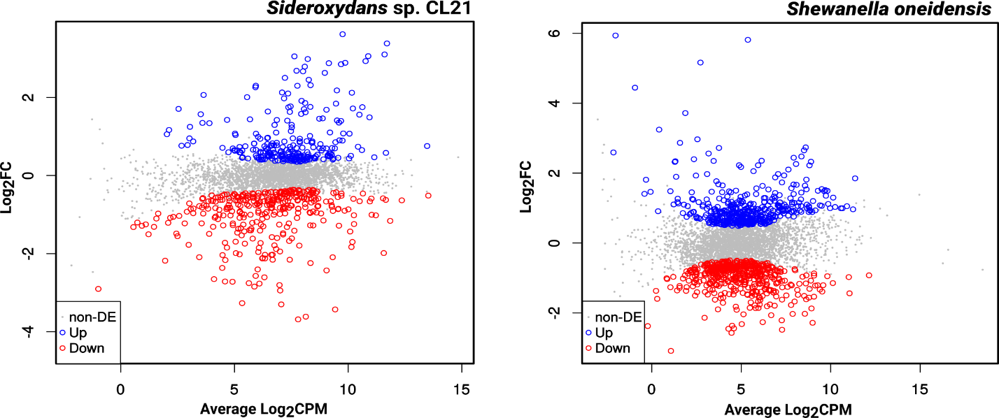 Sideroxydans sp. CL21
Log2FC
2
0
-2
-4
non-DE
Up
Down
0 5 10 15
Average Log2CPM
Shewanella oneidensis
Log2FC
6
4
2
0
-2
non-DE
Up
Down
0 5 10 15
Average Log2CPM